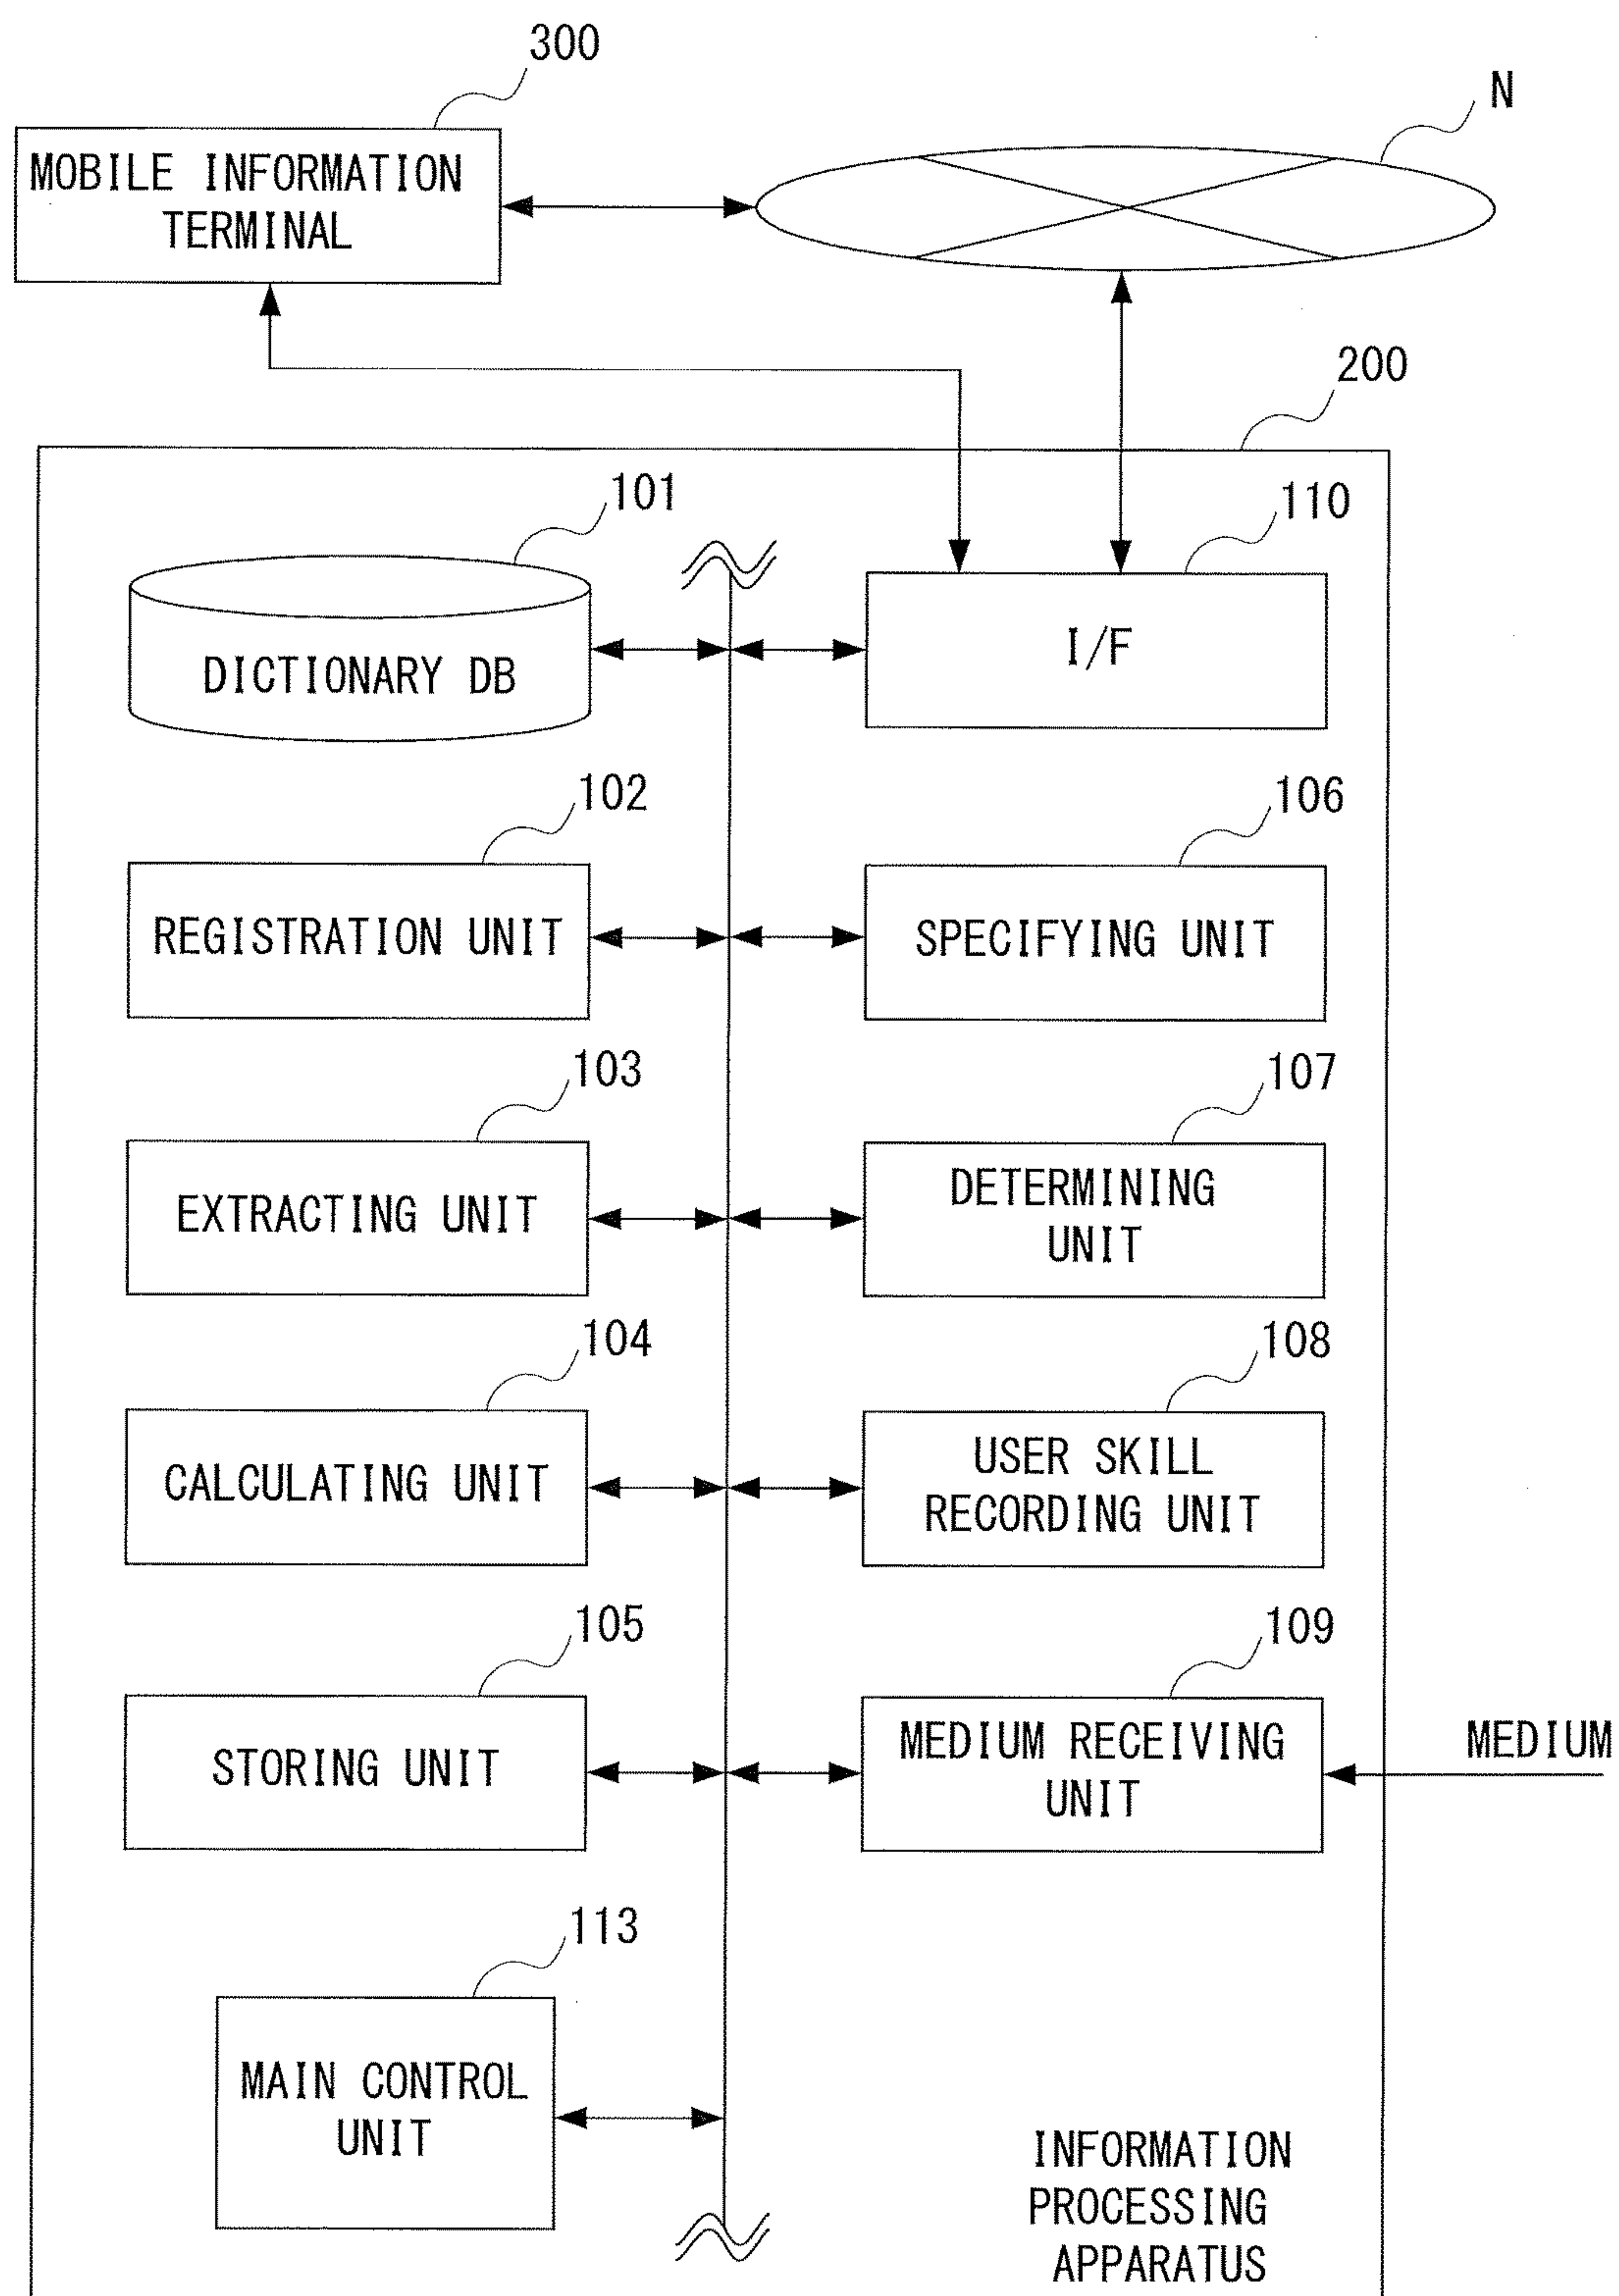 300
N
MOBILE INFORMATION
TERMINAL
200
101
110
DICTIONARY DB
I/F
102
106
REGISTRATION UNIT
SPECIFYING UNIT
103
107
EXTRACTING UNIT
DETERMINING
UNIT
104
108
CALCULATING UNIT
USER SKILL
RECORDING UNIT
105
109
STORING UNIT
MEDIUM RECEIVING
UNIT
MEDIUM
113
MAIN CONTROL
UNIT
INFORMATION
PROCESSING
APPARATUS